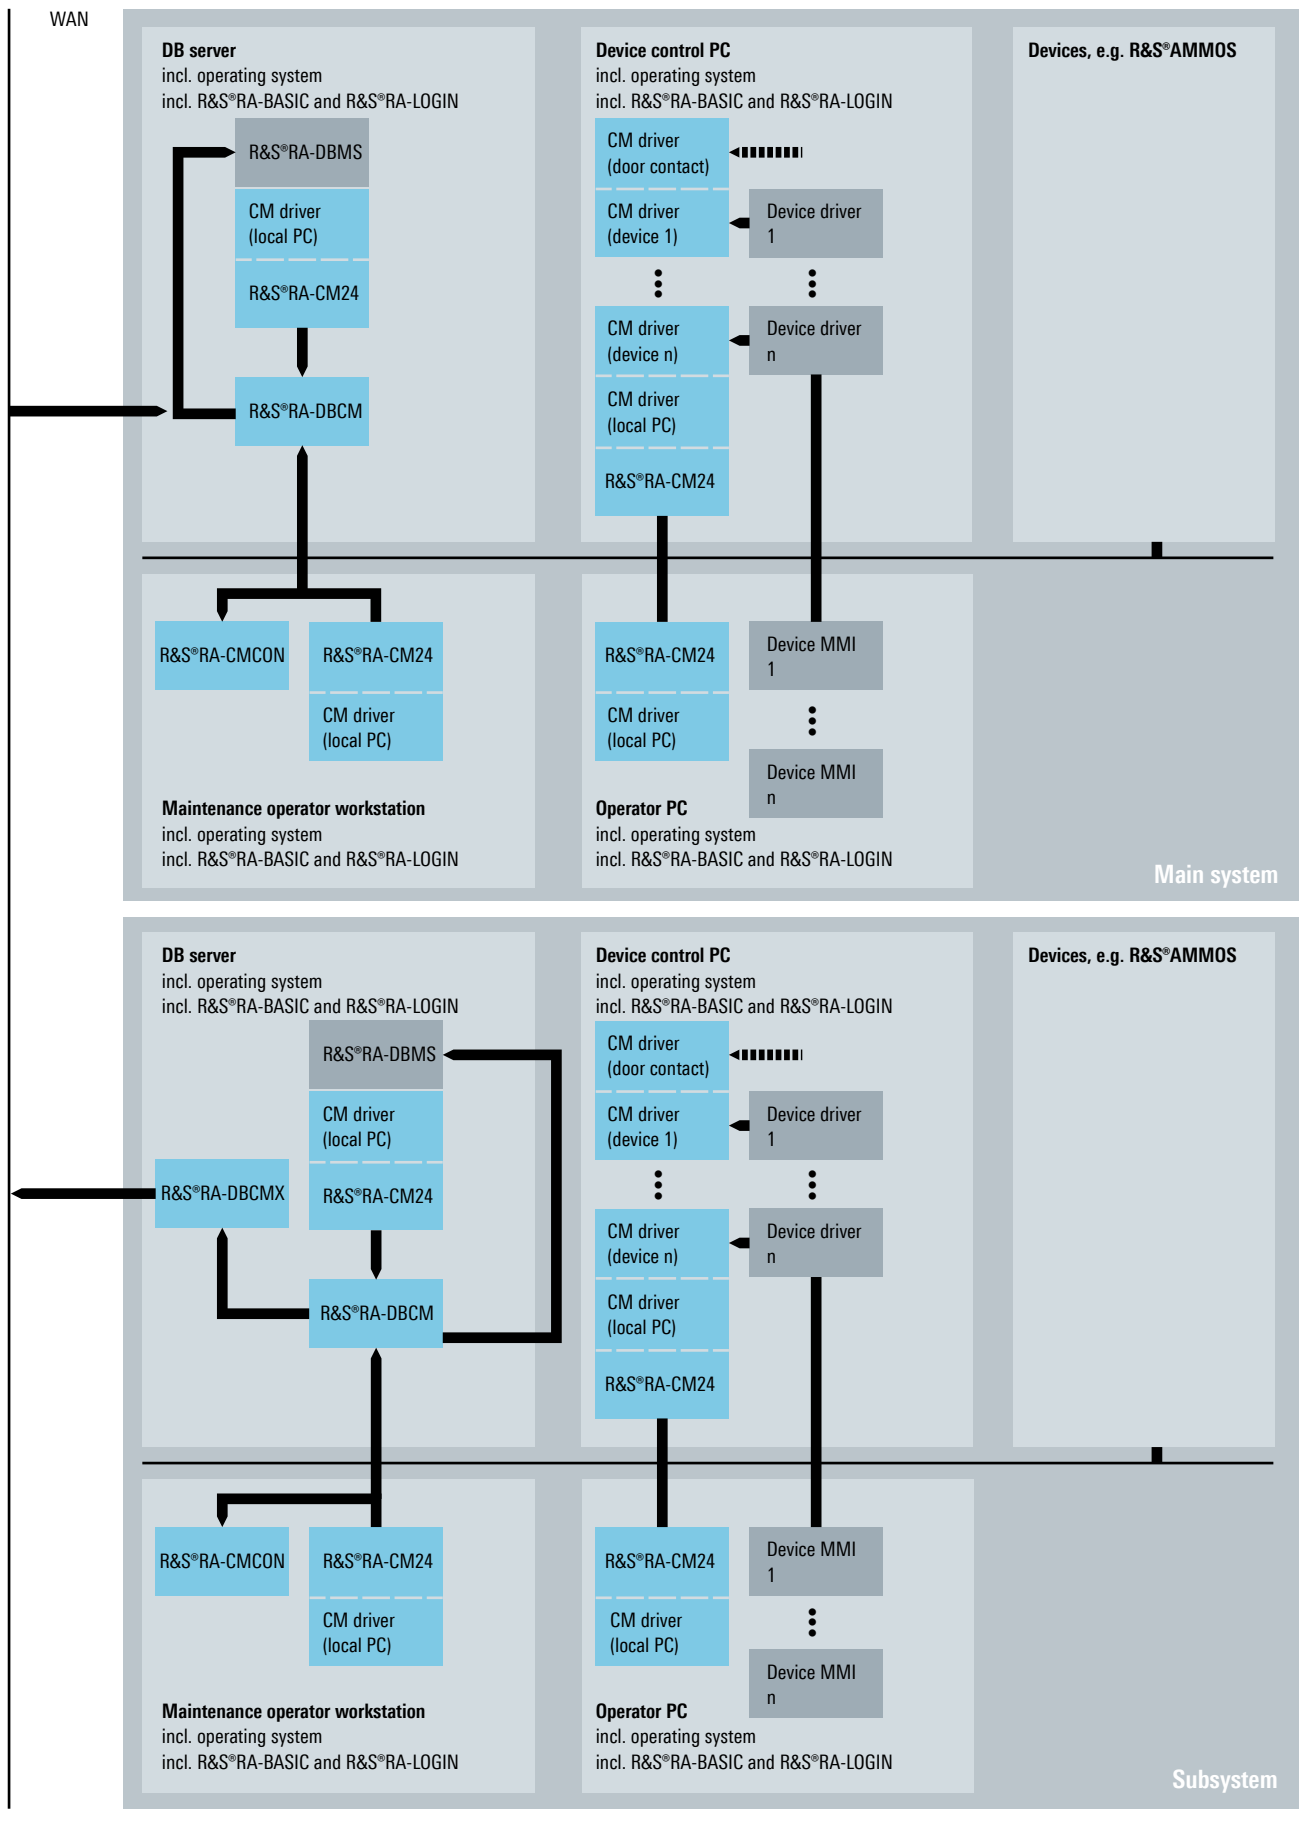 WAN
DB server
incl. operating system
incl. R&S®RA-BASIC and R&S®RA-LOGIN
R&S®RA-DBMS
CM driver
(local PC)
R&S®RA-CM24
R&S®RA-DBCM
Device control PC
incl. operating system
incl. R&S®RA-BASIC and R&S®RA-LOGIN
CM driver
(door contact)
CM driver
(device 1)
Device driver
1
CM driver
(device n)
Device driver
n
CM driver
(local PC)
R&S®RA-CM24
Devices, e.g. R&S®AMMOS
R&S®RA-CMCON
R&S®RA-CM24
CM driver
(local PC)
Maintenance operator workstation
incl. operating system
incl. R&S®RA-BASIC and R&S®RA-LOGIN
R&S®RA-CM24
CM driver
(local PC)
Device MMI
1
Device MMI
n
Operator PC
incl. operating system
incl. R&S®RA-BASIC and R&S®RA-LOGIN
Main system
DB server
incl. operating system
incl. R&S®RA-BASIC and R&S®RA-LOGIN
R&S®RA-DBMS
CM driver
(local PC)
R&S®RA-DBCMX
R&S®RA-CM24
R&S®RA-DBCM
Device control PC
incl. operating system
incl. R&S®RA-BASIC and R&S®RA-LOGIN
CM driver
(door contact)
CM driver
(device 1)
Device driver
1
CM driver
(device n)
Device driver
n
CM driver
(local PC)
R&S®RA-CM24
Devices, e.g. R&S®AMMOS
R&S®RA-CMCON
R&S®RA-CM24
CM driver
(local PC)
Maintenance operator workstation
incl. operating system
incl. R&S®RA-BASIC and R&S®RA-LOGIN
R&S®RA-CM24
CM driver
(local PC)
Device MMI
1
Device MMI
n
Operator PC
incl. operating system
incl. R&S®RA-BASIC and R&S®RA-LOGIN
Subsystem